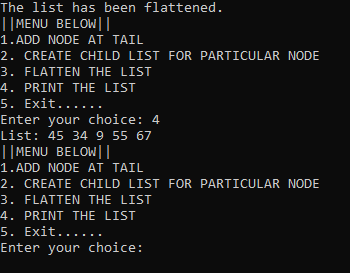 The list has been flattened.
||MENU BELOW||
1.ADD NODE AT TAIL
2. CREATE CHILD LIST FOR PARTICULAR NODE
3. FLATTEN THE LIST
4. PRINT THE LIST
5. Exit......
Enter your choice: 4
List: 45 34 9 55 67
||MENU BELOW||
1.ADD NODE AT TAIL
2. CREATE CHILD LIST FOR PARTICULAR NODE
3. FLATTEN THE LIST
4. PRINT THE LIST
5. Exit......
Enter your choice: